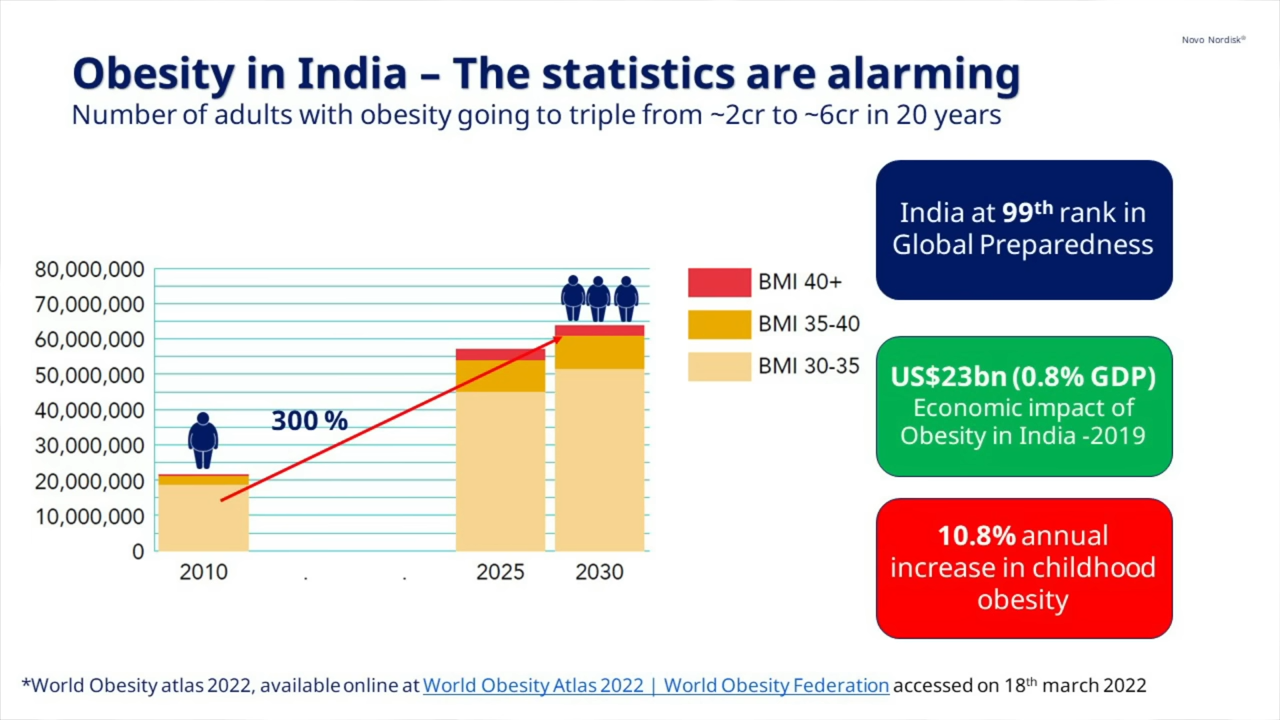 Novo Nordisk®
Obesity in India – The statistics are alarming
Number of adults with obesity going to triple from ~2cr to ~6cr in 20 years
80,000,000
70,000,000
60,000,000
50,000,000
40,000,000
30,000,000
20,000,000
10,000,000
0
300 %
2010 . . 2025 2030
BMI 40+
BMI 35-40
BMI 30-35
India at 99th rank in
Global Preparedness
US$23bn (0.8% GDP)
Economic impact of
Obesity in India -2019
10.8% annual
increase in childhood
obesity
*World Obesity atlas 2022, available online at World Obesity Atlas 2022 | World Obesity Federation accessed on 18th march 2022